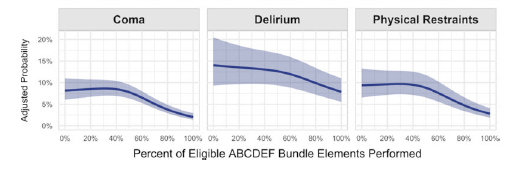 Coma Delirium Physical Restraints
Adjusted Probability
20%
15%
10%
5%
0%
0% 20% 40% 60% 80% 100% 0% 20% 40% 60% 80% 100% 0% 20% 40% 60% 80% 100%
Percent of Eligible ABCDEF Bundle Elements Performed